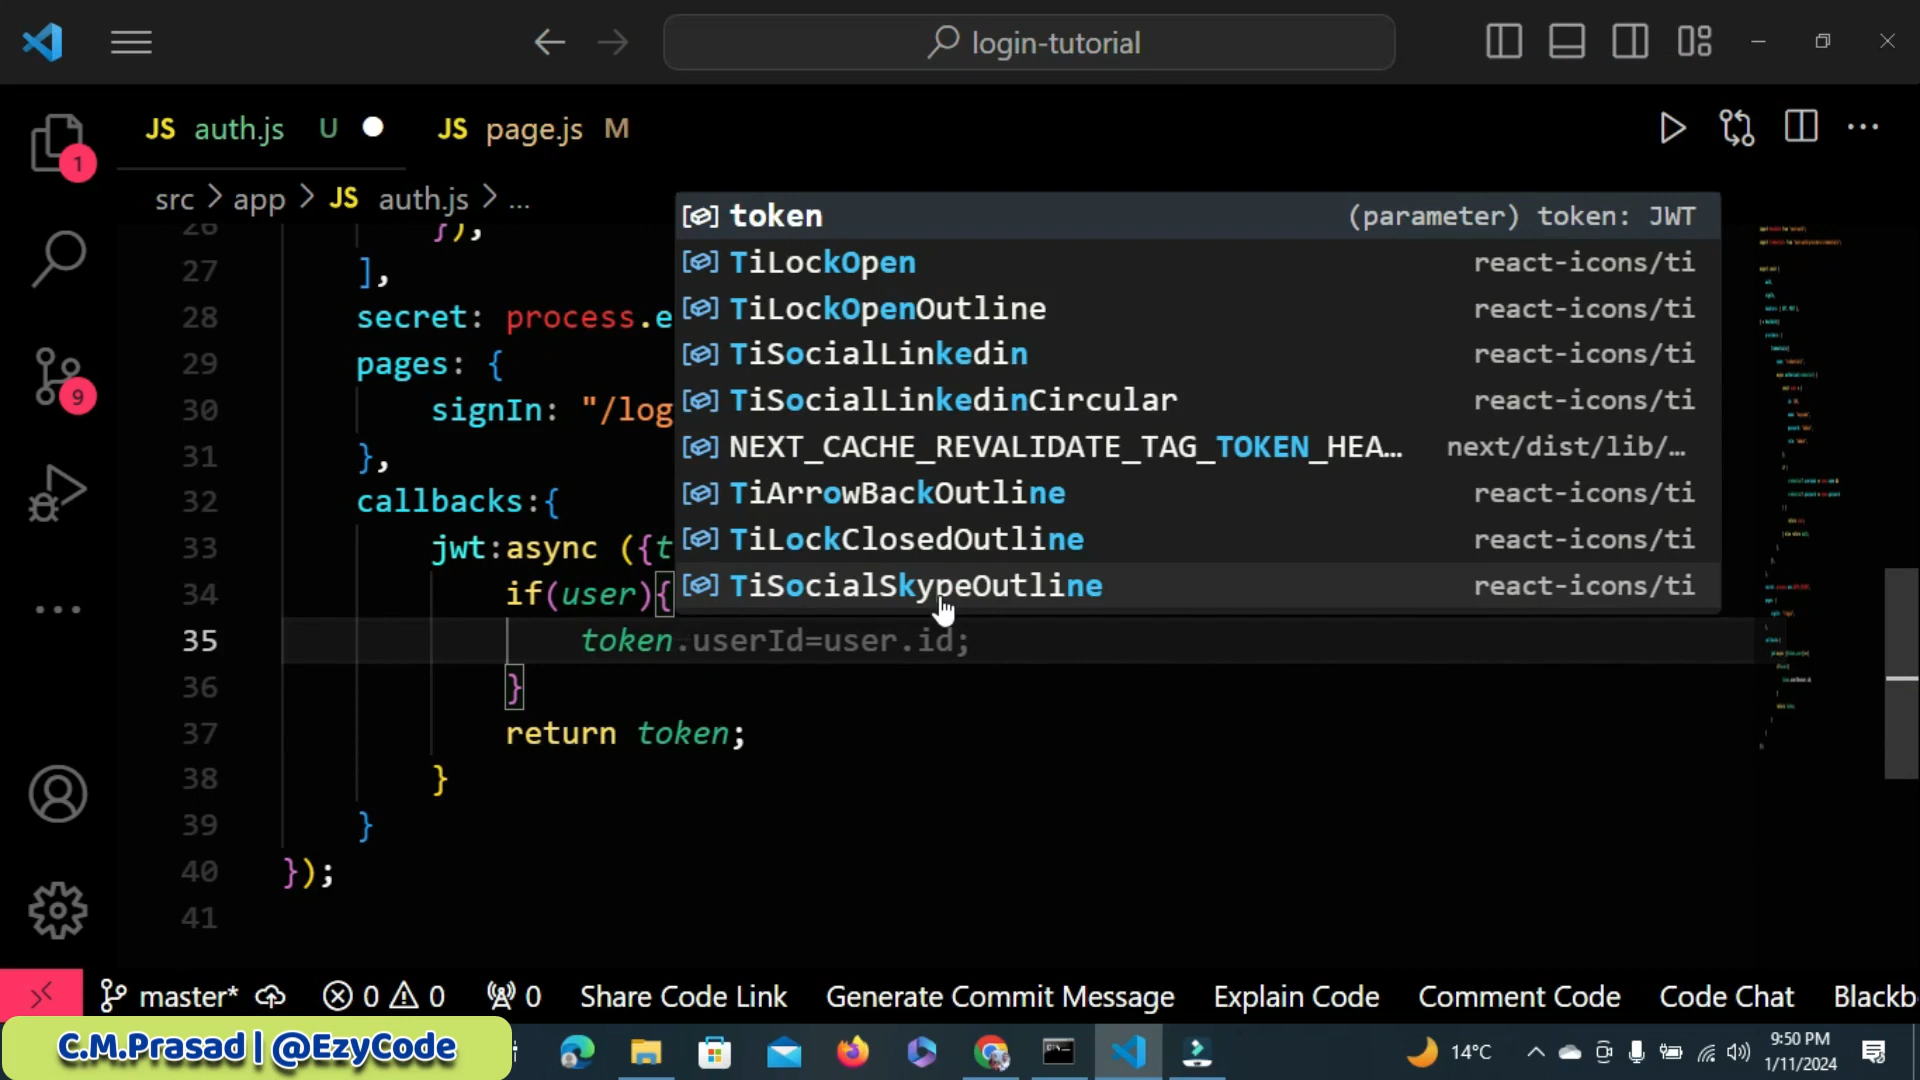 login-tutorial
JS auth.js U JS page.js M
1
src > app > JS auth.js > ...
26 }),
27 ],
28 secret: process.e
29 pages: {
30 signIn: "/log
31 },
32 callbacks:{
33 jwt:async ({t
34 if(user){
35 token.userId=user.id;
36 }
37 return token;
38 }
39 }
40 });
41
token (parameter) token: JWT
TiLockOpen react-icons/ti
TiLockOpenOutline react-icons/ti
TiSocialLinkedin react-icons/ti
TiSocialLinkedinCircular react-icons/ti
NEXT_CACHE_REVALIDATE_TAG_TOKEN_HEA… next/dist/lib/…
TiArrowBackOutline react-icons/ti
TiLockClosedOutline react-icons/ti
TiSocialSkypeOutline react-icons/ti
9
master* 0 0 0 Share Code Link Generate Commit Message Explain Code Comment Code Code Chat Blackb
C.M.Prasad | @EzyCode
14°C
9:50 PM
1/11/2024